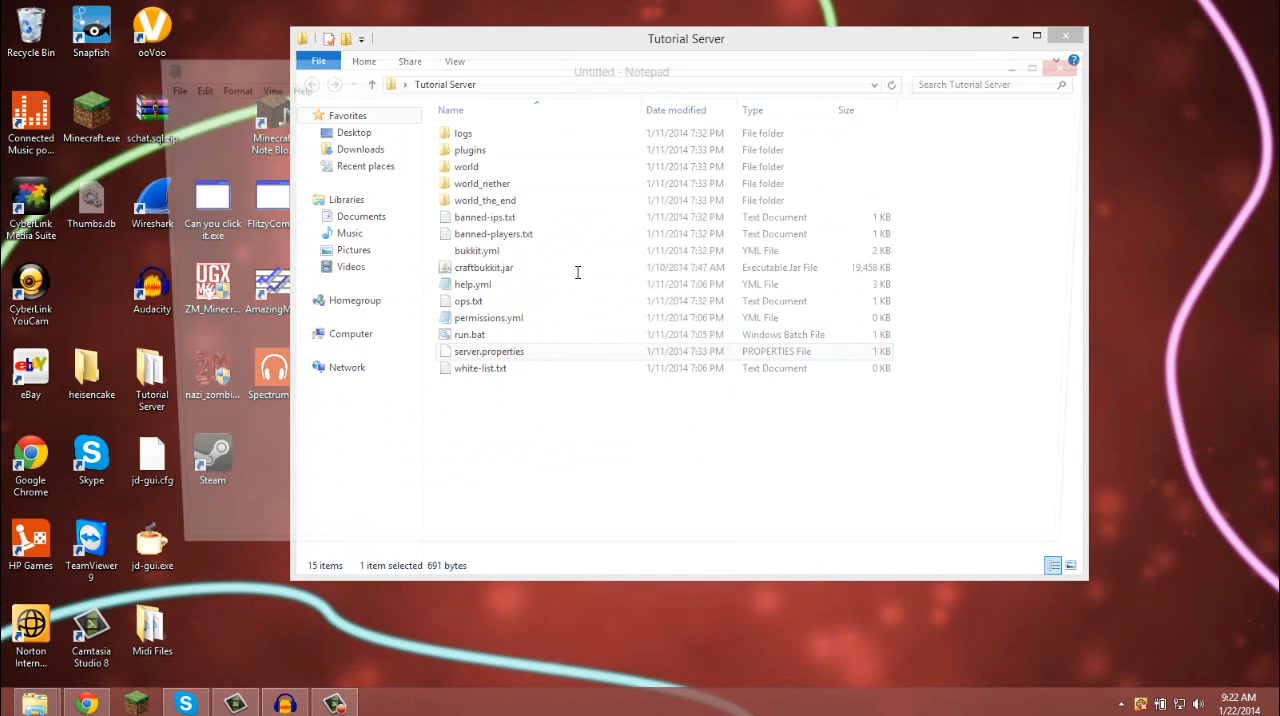 Recycle Bin
Snapfish
ooVoo
Connected
Music po...
Minecraft.exe
schat.sql.zip
Minecraft
Note Blo...
CyberLink
Media Suite
Thumbs.db
Wireshark
Can you click
it.exe
FlitzyCom
CyberLink
YouCam
Audacity
ZM_Minecr...
AmazingM
eBay
heisencake
Tutorial
Server
nazi_zombi...
Spectrum
Google
Chrome
Skype
jd-gui.cfg
Steam
HP Games
TeamViewer
9
jd-gui.exe
Norton
Intern...
Camtasia
Studio 8
Midi Files
Untitled - Notepad
File Edit Format View Help
Tutorial Server
File Home Share View
Tutorial Server
Search Tutorial Server
Favorites
Desktop
Downloads
Recent places
Libraries
Documents
Music
Pictures
Videos
Homegroup
Computer
Network
Name Date modified Type Size
logs 1/11/2014 7:32 PM File folder
plugins 1/11/2014 7:33 PM File folder
world 1/11/2014 7:33 PM File folder
world_nether 1/11/2014 7:33 PM File folder
world_the_end 1/11/2014 7:33 PM File folder
banned-ips.txt 1/11/2014 7:32 PM Text Document 1 KB
banned-players.txt 1/11/2014 7:32 PM Text Document 1 KB
bukkit.yml 1/11/2014 7:32 PM YML File 2 KB
craftbukkit.jar 1/10/2014 7:47 AM Executable Jar File 19,458 KB
help.yml 1/11/2014 7:06 PM YML File 3 KB
ops.txt 1/11/2014 7:32 PM Text Document 1 KB
permissions.yml 1/11/2014 7:06 PM YML File 0 KB
run.bat 1/11/2014 7:05 PM Windows Batch File 1 KB
server.properties 1/11/2014 7:33 PM PROPERTIES File 1 KB
white-list.txt 1/11/2014 7:06 PM Text Document 0 KB
15 items 1 item selected 691 bytes
9:22 AM
1/22/2014